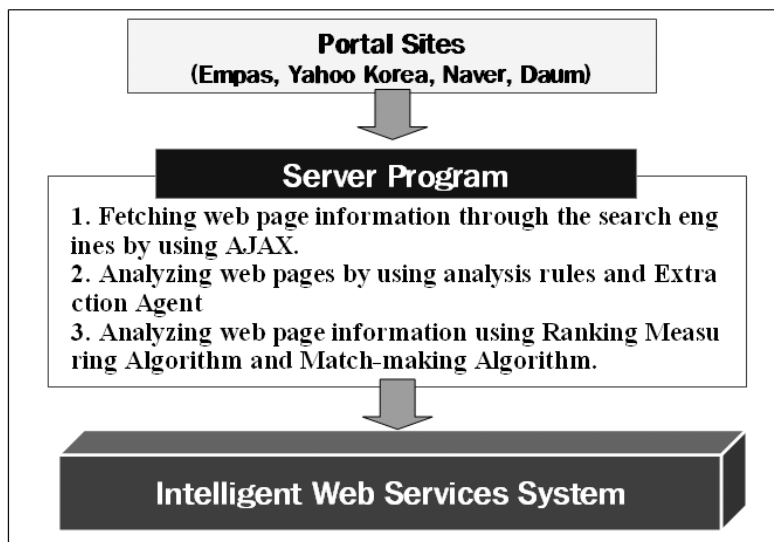 Portal Sites
(Empas, Yahoo Korea, Naver, Daum)
Server Program
1. Fetching web page information through the search eng
ines by using AJAX.
2. Analyzing web pages by using analysis rules and Extra
ction Agent
3. Analyzing web page information using Ranking Measu
ring Algorithm and Match-making Algorithm.
Intelligent Web Services System